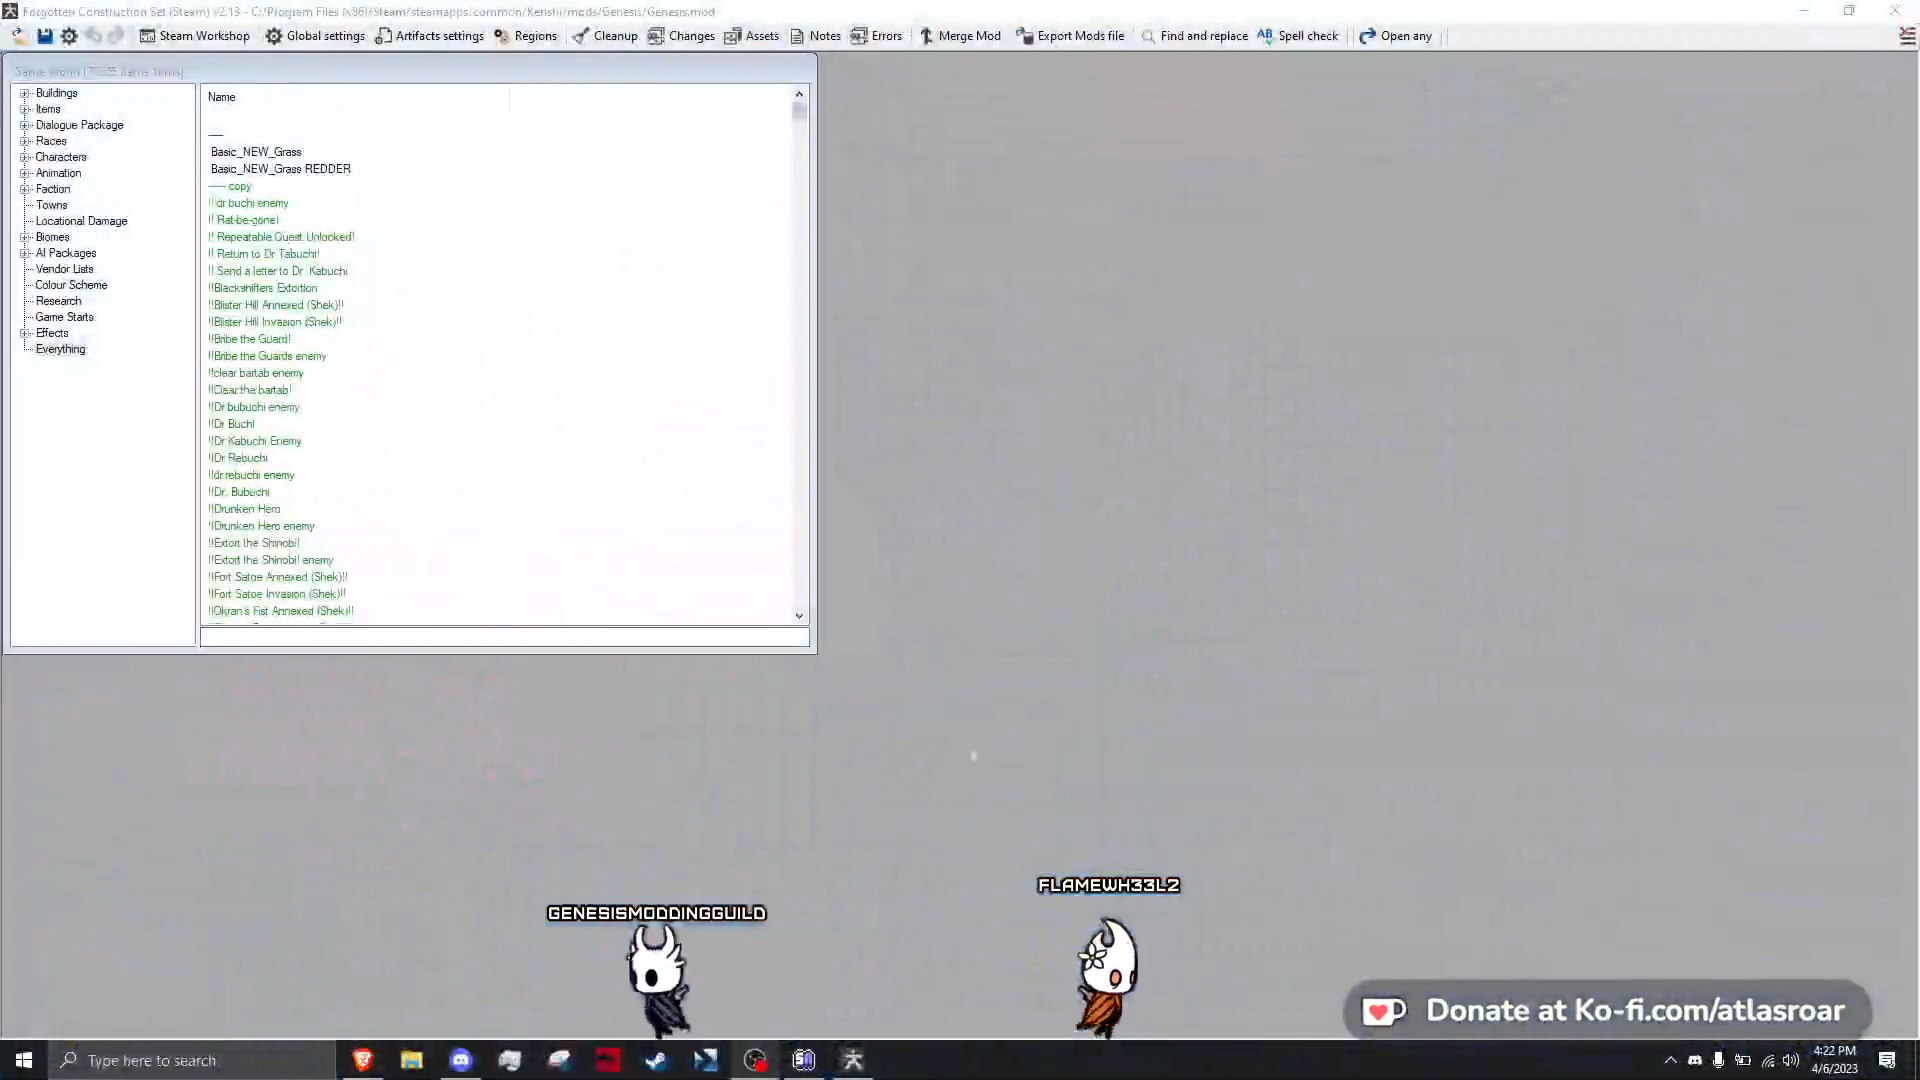 Forgotten Construction Set (Steam) v2.13 - C:/Program Files (x86)/Steam/steamapps/common/Kenshi/mods/Genesis/Genesis.mod
Steam Workshop Global settings Artifacts settings Regions Cleanup Changes Assets Notes Errors Merge Mod Export Mods file Find and replace Spell check Open any
Buildings
Items
Dialogue Package
Races
Characters
Animation
Faction
Towns
Locational Damage
Biomes
AI Packages
Vendor Lists
Colour Scheme
Research
Game Starts
Effects
Everything
Name
Basic_NEW_Grass
Basic_NEW_Grass REDDER
---- copy
!! dr buchi enemy
!! Rat-be-gone!
!! Repeatable Quest Unlocked!
!! Return to Dr Tabuchi!
!! Send a letter to Dr. Kabuchi
!!Blackshifters Extortion
!!Blister Hill Annexed (Shek)!!
!!Blister Hill Invasion (Shek)!!
!!Bribe the Guard!
!!Bribe the Guards enemy
!!clear bartab enemy
!!Clear the bartab!
!!Dr bubuchi enemy
!!Dr Buchi
!!Dr Kabuchi Enemy
!!Dr Rebuchi
!!dr rebuchi enemy
!!Dr. Bubuchi
!!Drunken Hero
!!Drunken Hero enemy
!!Extort the Shinobi!
!!Extort the Shinobi! enemy
!!Fort Satoe Annexed (Shek)!!
!!Fort Satoe Invasion (Shek)!!
!!Okran's Fist Annexed (Shek)!!
GENESISMODDINGGUILD
FLAMEWH33LZ
Donate at Ko-fi.com/atlasroar
Type here to search
4:22 PM
4/6/2023